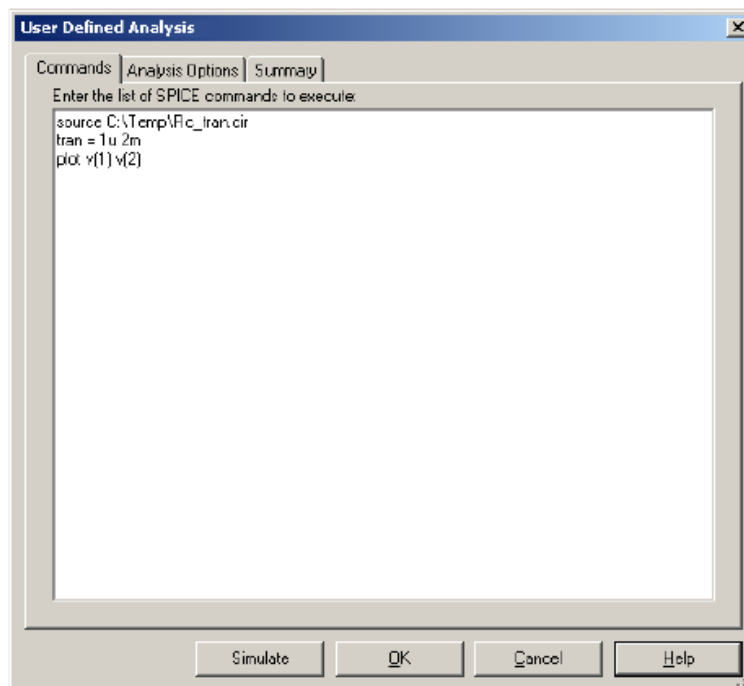 User Defined Analysis
Commands Analysis Options Summary
Enter the list of SPICE commands to execute:
source C:\Temp\Rlc_tran.cir
tran = 1u 2m
plot v(1) v(2)
Simulate OK Cancel Help